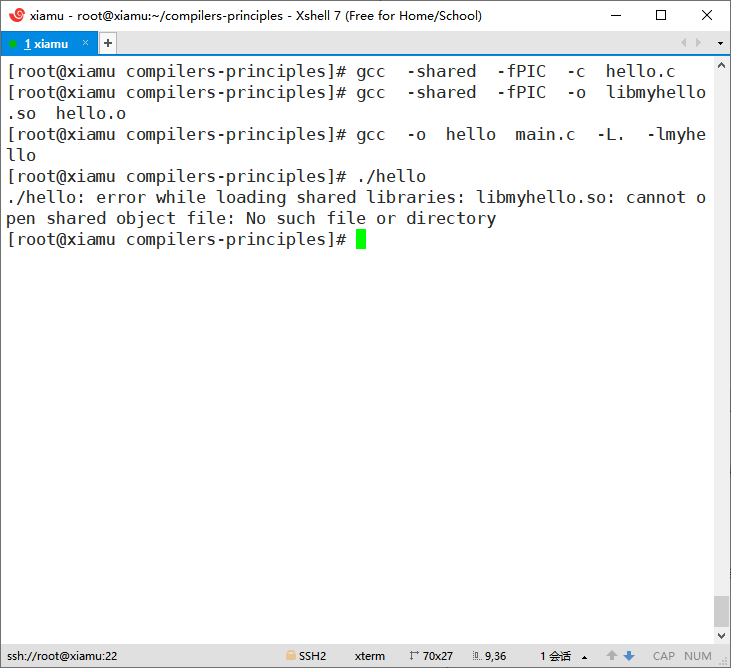 xiamu - root@xiamu:~/compilers-principles - Xshell 7 (Free for Home/School)
1 xiamu × +
[root@xiamu compilers-principles]# gcc  -shared  -fPIC  -c  hello.c
[root@xiamu compilers-principles]# gcc  -shared  -fPIC  -o  libmyhello
.so  hello.o
[root@xiamu compilers-principles]# gcc  -o  hello  main.c  -L.  -lmyhe
llo
[root@xiamu compilers-principles]# ./hello
./hello: error while loading shared libraries: libmyhello.so: cannot o
pen shared object file: No such file or directory
[root@xiamu compilers-principles]#
ssh://root@xiamu:22 SSH2 xterm 70x27 9,36 1 会话 CAP NUM